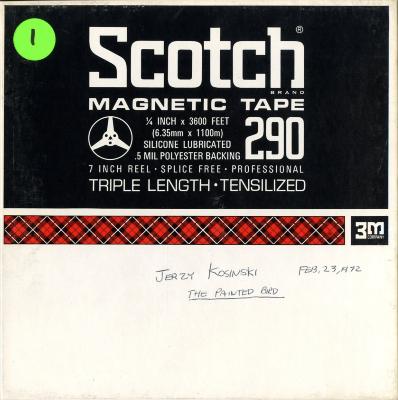 1
Scotch®
BRAND
MAGNETIC TAPE
¼ INCH x 3600 FEET
(6.35mm x 1100m)
SILICONE LUBRICATED
.5 MIL POLYESTER BACKING
290
7 INCH REEL · SPLICE FREE · PROFESSIONAL
TRIPLE LENGTH · TENSILIZED
3M
COMPANY
JERZY KOSINSKI FEB, 23, 1972
THE PAINTED BIRD